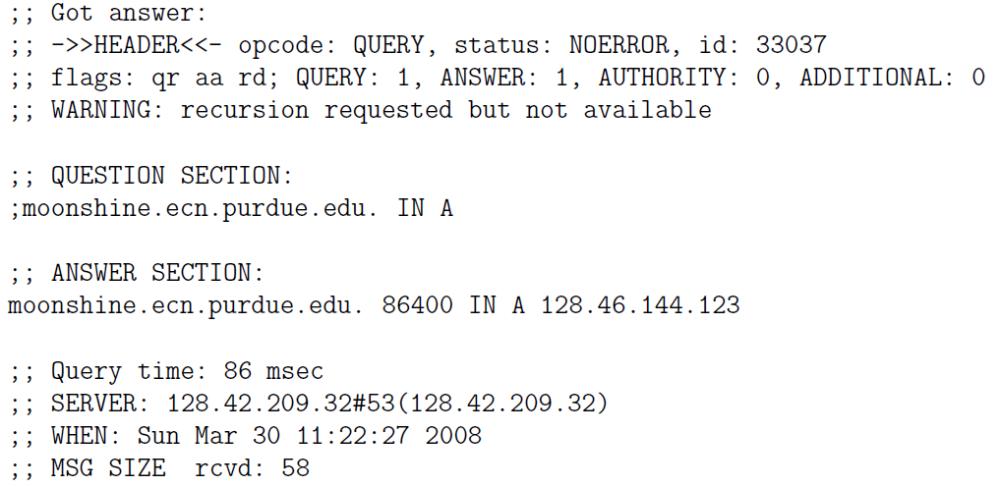 ;; Got answer:
;; ->>HEADER<<- opcode: QUERY, status: NOERROR, id: 33037
;; flags: qr aa rd; QUERY: 1, ANSWER: 1, AUTHORITY: 0, ADDITIONAL: 0
;; WARNING: recursion requested but not available

;; QUESTION SECTION:
;moonshine.ecn.purdue.edu. IN A

;; ANSWER SECTION:
moonshine.ecn.purdue.edu. 86400 IN A 128.46.144.123

;; Query time: 86 msec
;; SERVER: 128.42.209.32#53(128.42.209.32)
;; WHEN: Sun Mar 30 11:22:27 2008
;; MSG SIZE  rcvd: 58